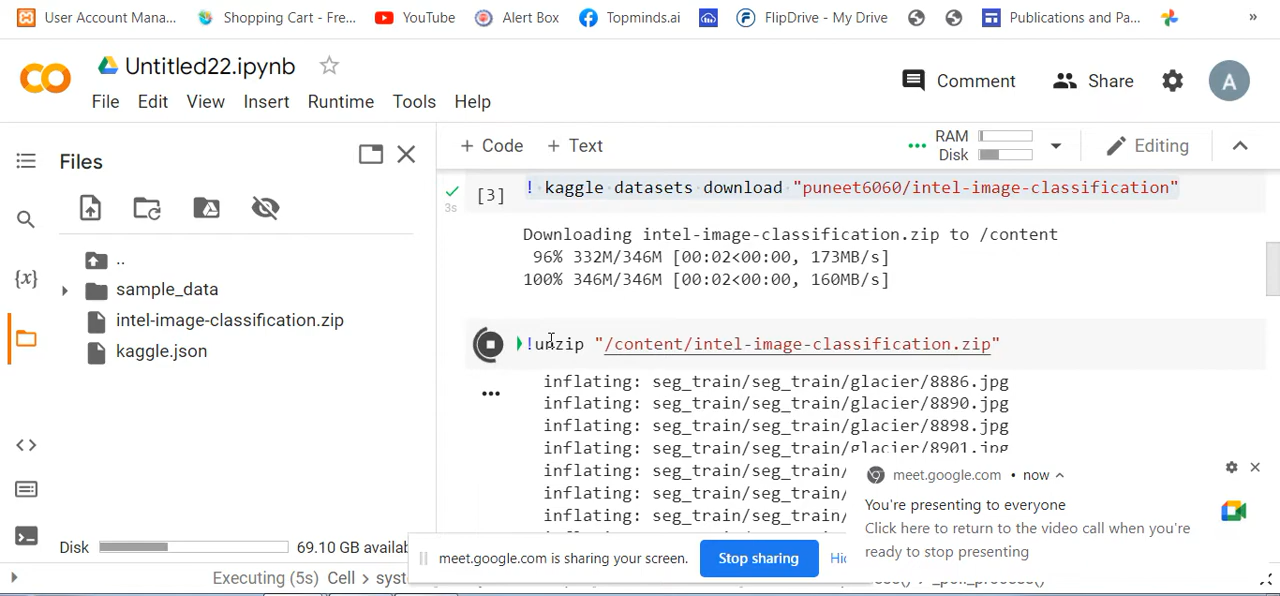 User Account Mana...
Shopping Cart - Fre...
YouTube
Alert Box
Topminds.ai
FlipDrive - My Drive
Publications and Pa...
»
CO
Untitled22.ipynb
Comment
Share
A
File Edit View Insert Runtime Tools Help
Files
+ Code + Text
RAM
Disk
Editing
..
sample_data
intel-image-classification.zip
kaggle.json
{x}
<>
Disk
69.10 GB availab
3s
[3]
! kaggle datasets download "puneet6060/intel-image-classification"
Downloading intel-image-classification.zip to /content
96% 332M/346M [00:02<00:00, 173MB/s]
100% 346M/346M [00:02<00:00, 160MB/s]
!unzip "/content/intel-image-classification.zip"
inflating: seg_train/seg_train/glacier/8886.jpg
inflating: seg_train/seg_train/glacier/8890.jpg
inflating: seg_train/seg_train/glacier/8898.jpg
inflating: seg_train/seg_train/glacier/8901.jpg
inflating: seg_train/seg_train/
inflating: seg_train/seg_train/
inflating: seg_train/seg_train/
meet.google.com • now
You're presenting to everyone
Click here to return to the video call when you're
ready to stop presenting
meet.google.com is sharing your screen.
Stop sharing
Hid
Executing (5s) Cell > syst